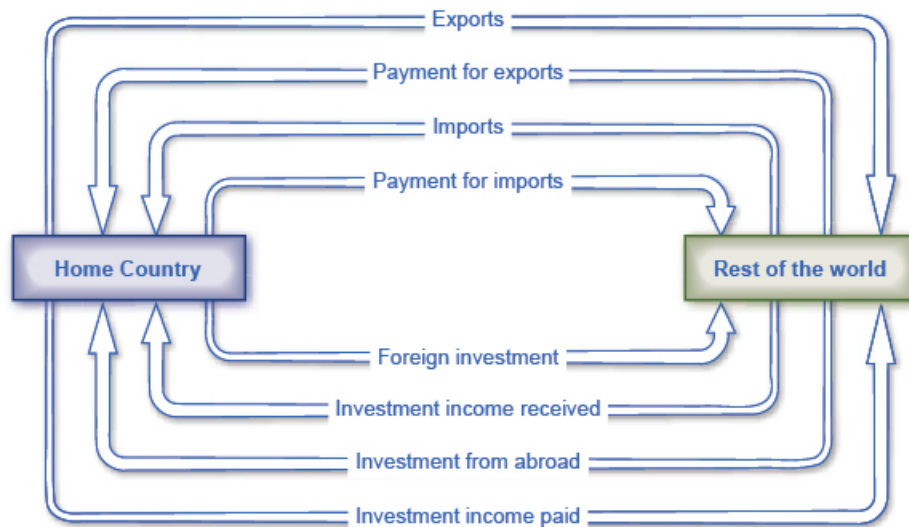 Exports
Payment for exports
Imports
Payment for imports
Home Country
Rest of the world
Foreign investment
Investment income received
Investment from abroad
Investment income paid